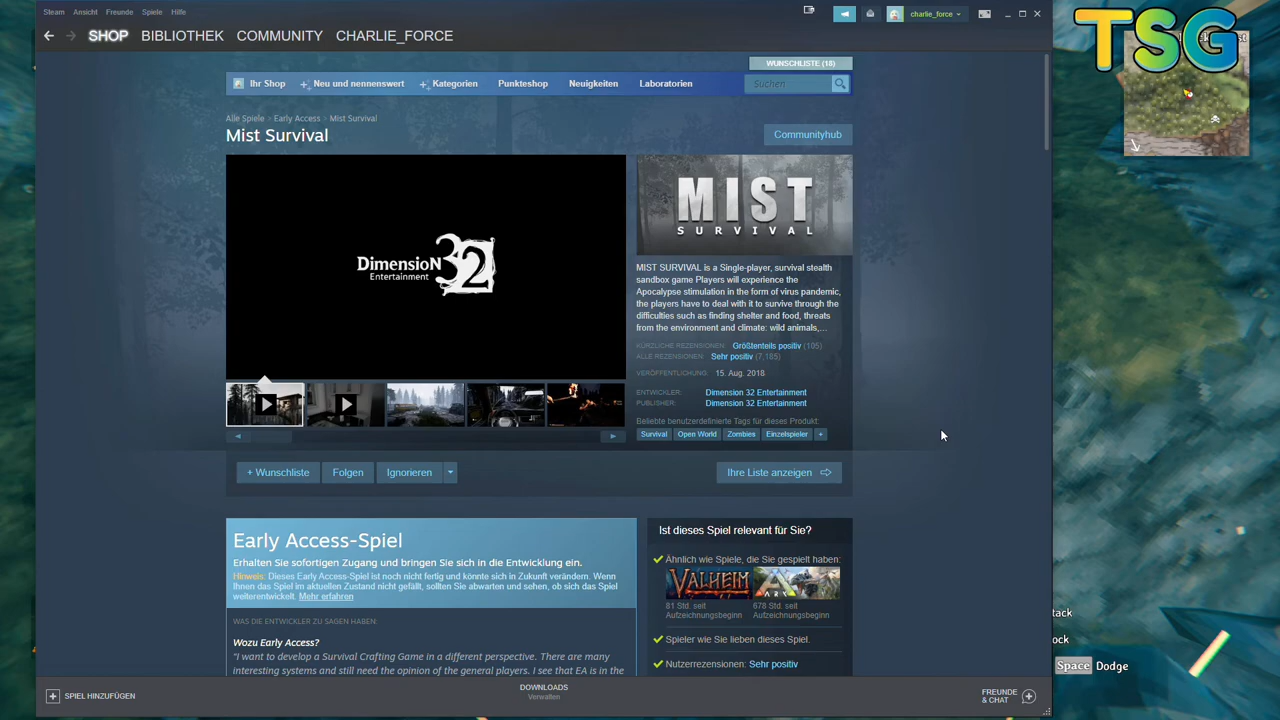 Steam Ansicht Freunde Spiele Hilfe
charlie_force
SHOP BIBLIOTHEK COMMUNITY CHARLIE_FORCE
TSG
WUNSCHLISTE (18)
Ihr Shop Neu und nennenswert Kategorien Punkteshop Neuigkeiten Laboratorien Suchen
Alle Spiele > Early Access > Mist Survival
Mist Survival
Communityhub
DimensioN 32
Entertainment
MIST
SURVIVAL
MIST SURVIVAL is a Single-player, survival stealth
sandbox game Players will experience the
Apocalypse stimulation in the form of virus pandemic,
the players have to deal with it to survive through the
difficulties such as finding shelter and food, threats
from the environment and climate: wild animals,...
KÜRZLICHE REZENSIONEN: Größtenteils positiv (105)
ALLE REZENSIONEN: Sehr positiv (7,185)
VERÖFFENTLICHUNG: 15. Aug. 2018
ENTWICKLER: Dimension 32 Entertainment
PUBLISHER: Dimension 32 Entertainment
Beliebte benutzerdefinierte Tags für dieses Produkt:
Survival Open World Zombies Einzelspieler +
+ Wunschliste Folgen Ignorieren
Ihre Liste anzeigen
Early Access-Spiel
Erhalten Sie sofortigen Zugang und bringen Sie sich in die Entwicklung ein.
Hinweis: Dieses Early Access-Spiel ist noch nicht fertig und könnte sich in Zukunft verändern. Wenn
Ihnen das Spiel im aktuellen Zustand nicht gefällt, sollten Sie abwarten und sehen, ob sich das Spiel
weiterentwickelt. Mehr erfahren
WAS DIE ENTWICKLER ZU SAGEN HABEN:
Wozu Early Access?
"I want to develop a Survival Crafting Game in a different perspective. There are many
interesting systems and still need the opinion of the general players. I see that EA is in the
Ist dieses Spiel relevant für Sie?
Ähnlich wie Spiele, die Sie gespielt haben:
VALHEIM ARK
81 Std. seit
Aufzeichnungsbeginn
678 Std. seit
Aufzeichnungsbeginn
Spieler wie Sie lieben dieses Spiel.
Nutzerrezensionen: Sehr positiv
tack
ock
Space Dodge
SPIEL HINZUFÜGEN
DOWNLOADS
Verwalten
FREUNDE
& CHAT